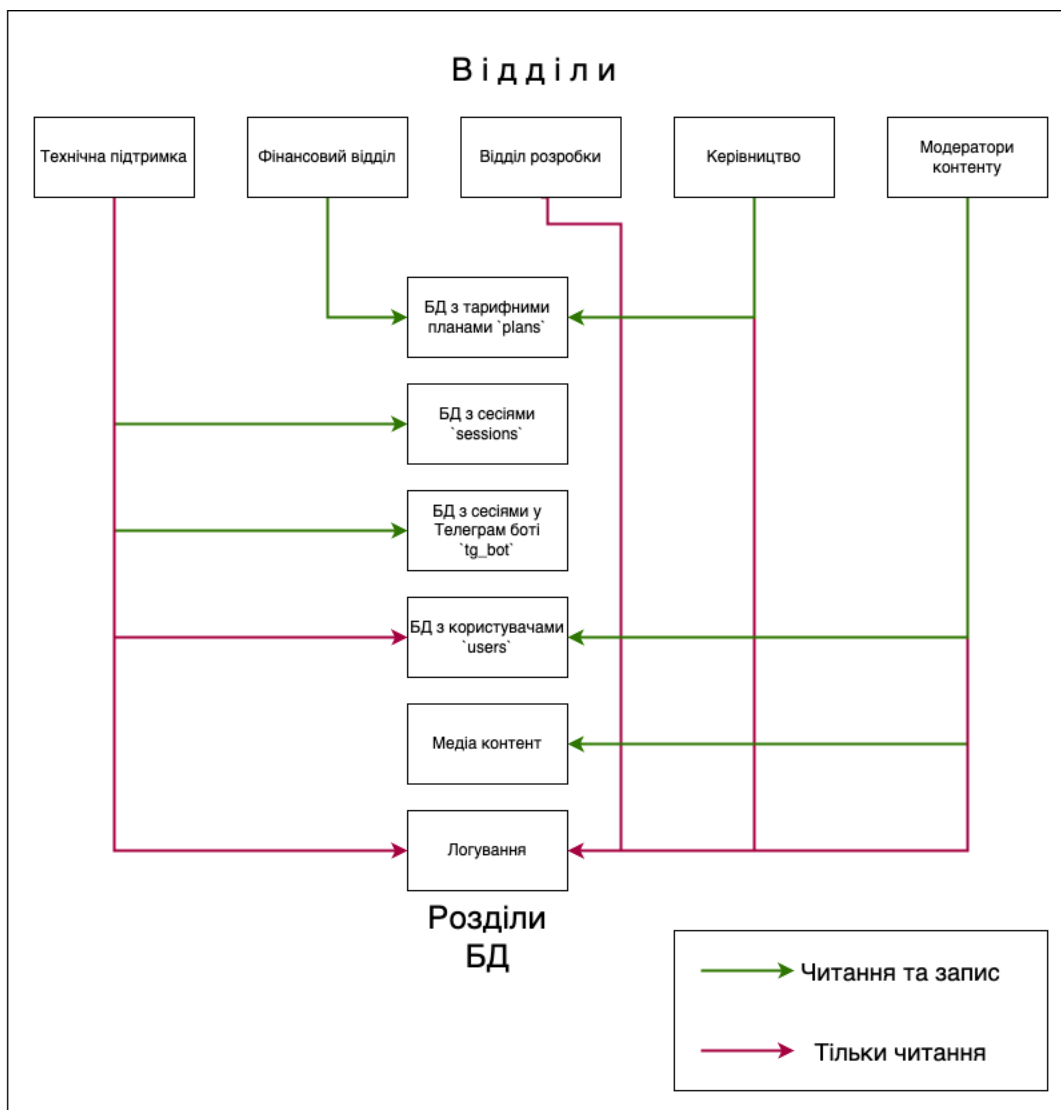 В і д д і л и
Технічна підтримка
Фінансовий відділ
Відділ розробки
Керівництво
Модератори
контенту
БД з тарифними
планами `plans`
БД з сесіями
`sessions`
БД з сесіями у
Телеграм боті
`tg_bot`
БД з користувачами
`users`
Медіа контент
Логування
Розділи
БД
Читання та запис
Тільки читання